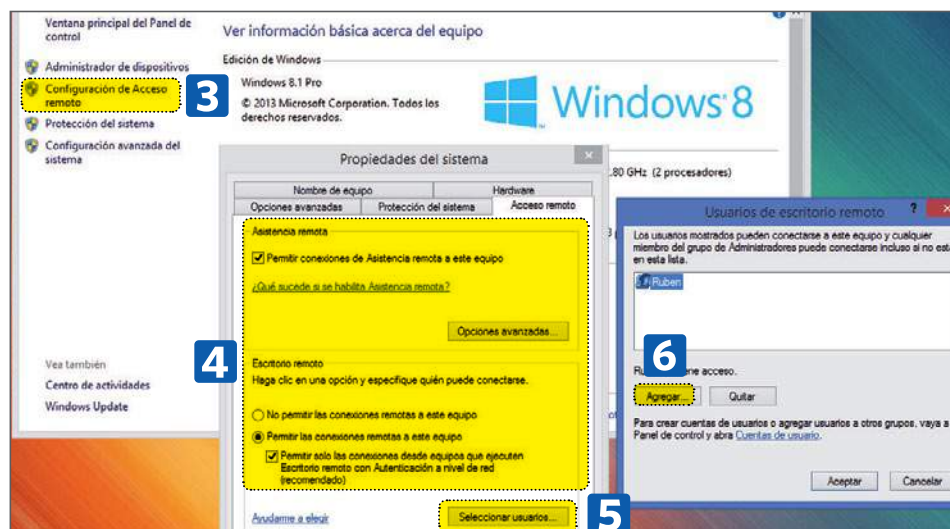 Ventana principal del Panel de
control
Administrador de dispositivos
Configuración de Acceso
remoto
3
Protección del sistema
Configuración avanzada del
sistema
Vea también
Centro de actividades
Windows Update
Ver información básica acerca del equipo
Edición de Windows
Windows 8.1 Pro
© 2013 Microsoft Corporation. Todos los
derechos reservados.
Windows 8
.80 GHz (2 procesadores)
Propiedades del sistema
Nombre de equipo
Hardware
Opciones avanzadas
Protección del sistema
Acceso remoto
4
Asistencia remota
Permitir conexiones de Asistencia remota a este equipo
¿Qué sucede si se habilita Asistencia remota?
Opciones avanzadas...
Escritorio remoto
Haga clic en una opción y especifique quién puede conectarse.
No permitir las conexiones remotas a este equipo
Permitir las conexiones remotas a este equipo
Permitir solo las conexiones desde equipos que ejecuten
Escritorio remoto con Autenticación a nivel de red
(recomendado)
Ayudarme a elegir
Seleccionar usuarios...
5
Usuarios de escritorio remoto
?
Los usuarios mostrados pueden conectarse a este equipo y cualquier
miembro del grupo de Administradores puede conectarse incluso si no está
en esta lista.
Ruben
6
acceso.
Agregar...
Quitar
Para crear cuentas de usuarios o agregar usuarios a otros grupos, vaya a
Panel de control y abra Cuentas de usuario.
Aceptar
Cancelar